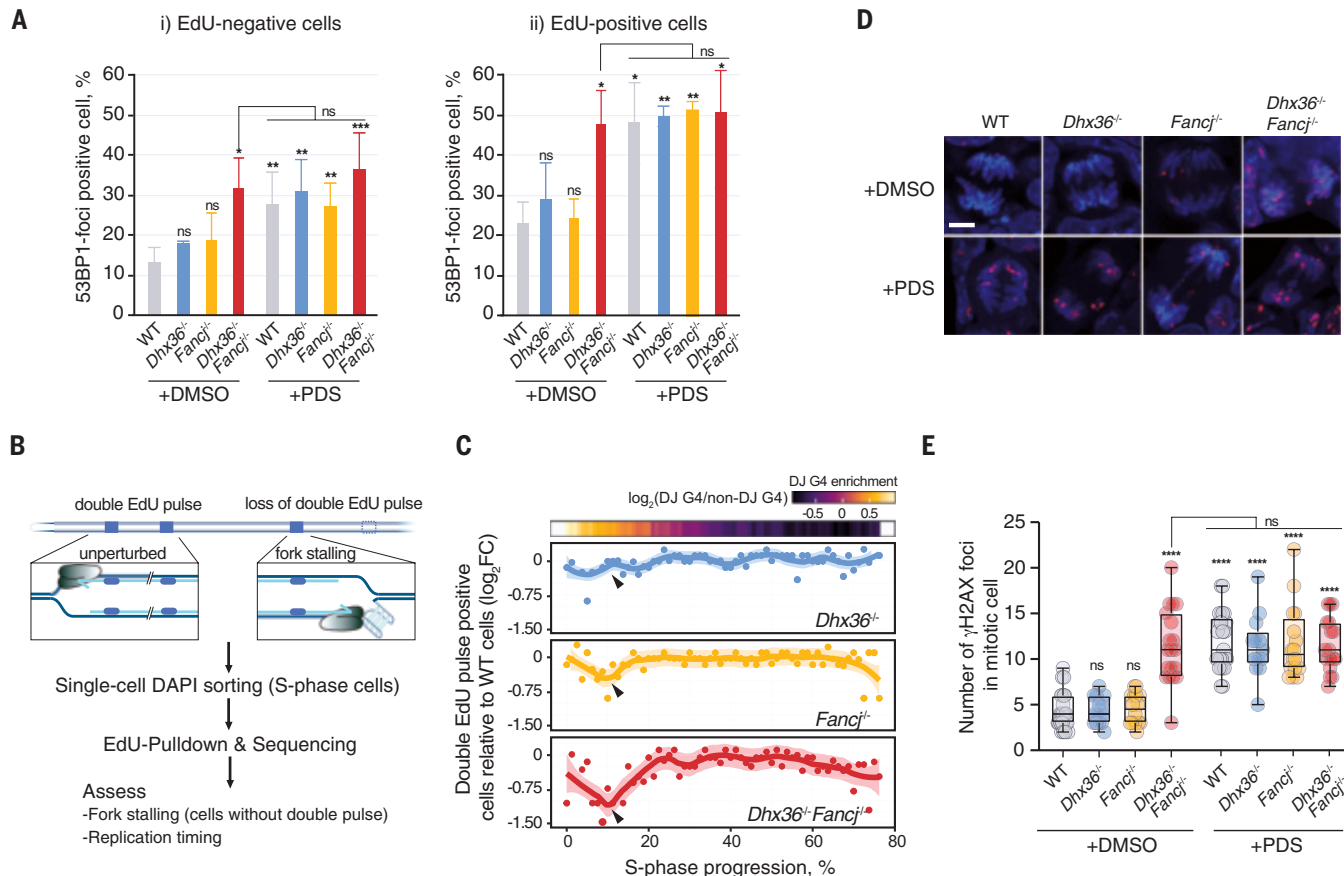 A
i) EdU-negative cells
53BP1-foci positive cell, %
60
50
40
30
20
10
0
ns
ns
*
**
**
**
***
ns
WT
Dhx36-/-
Fancj-/-
Dhx36-/-
Fancj-/-
WT
Dhx36-/-
Fancj-/-
Dhx36-/-
Fancj-/-
+DMSO
+PDS
ii) EdU-positive cells
53BP1-foci positive cell, %
60
50
40
30
20
10
0
ns
ns
*
*
**
**
*
ns
WT
Dhx36-/-
Fancj-/-
Dhx36-/-
Fancj-/-
WT
Dhx36-/-
Fancj-/-
Dhx36-/-
Fancj-/-
+DMSO
+PDS
D
WT
Dhx36-/-
Fancj-/-
Dhx36-/-
Fancj-/-
+DMSO
+PDS
B
double EdU pulse
loss of double EdU pulse
unperturbed
fork stalling
Single-cell DAPI sorting (S-phase cells)
EdU-Pulldown & Sequencing
Assess
-Fork stalling (cells without double pulse)
-Replication timing
C
DJ G4 enrichment
log2(DJ G4/non-DJ G4)
-0.5 0 0.5
Double EdU pulse positive
cells relative to WT cells (log2FC)
0
-0.75
-1.50
Dhx36-/-
0
-0.75
-1.50
Fancj-/-
0
-0.75
-1.50
Dhx36-/-Fancj-/-
0 20 40 60 80
S-phase progression, %
E
Number of γH2AX foci
in mitotic cell
25
20
15
10
5
0
ns
ns
****
****
****
****
****
ns
WT
Dhx36-/-
Fancj-/-
Dhx36-/-
Fancj-/-
WT
Dhx36-/-
Fancj-/-
Dhx36-/-
Fancj-/-
+DMSO
+PDS